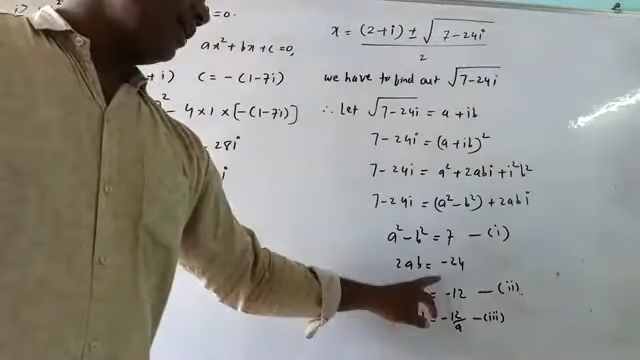 = 0.
ax² + bx + c = 0,
+ i) c = - (1-7i)
- 4 × 1 × [-(1-7i)]
= 28i
i
x = (2+i) ± √7-24i / 2
we have to find out √7-24i
∴ let √7-24i = a + ib
7-24i = (a+ib)²
7-24i = a² + 2abi + i²b²
7-24i = (a²-b²) + 2abi
a² - b² = 7 — (i)
2ab = -24
= -12 — (ii)
= -12/a — (iii)